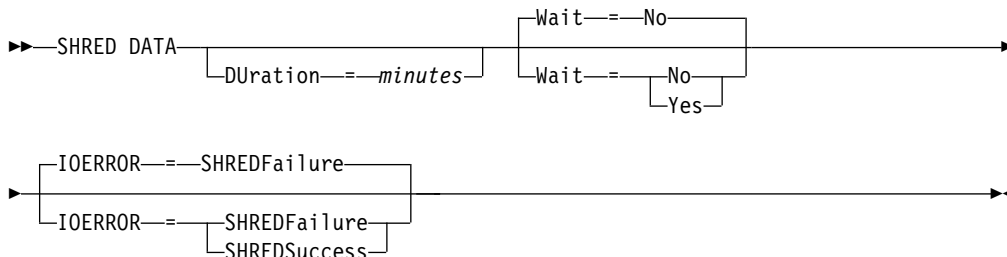 Wait = No
SHRED DATA
DUration = minutes
Wait = No
Yes
IOERROR = SHREDFailure
IOERROR = SHREDFailure
SHREDSuccess